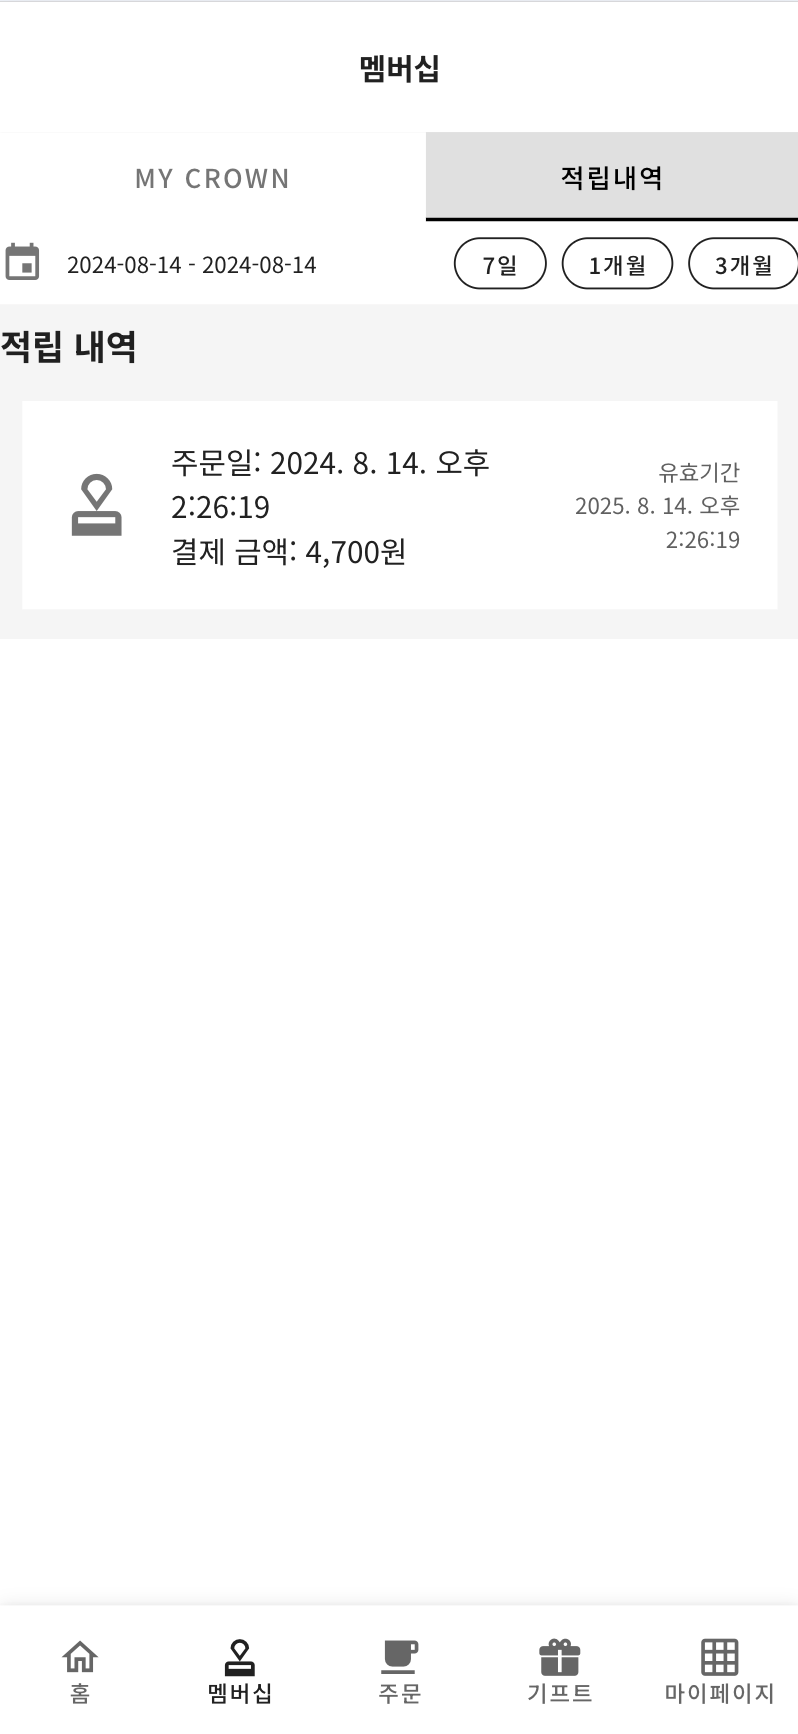 멤버십
MY CROWN
적립내역
2024-08-14 - 2024-08-14
7일
1개월
3개월
적립 내역
주문일: 2024. 8. 14. 오후
2:26:19
결제 금액: 4,700원
유효기간
2025. 8. 14. 오후
2:26:19
홈
멤버십
주문
기프트
마이페이지